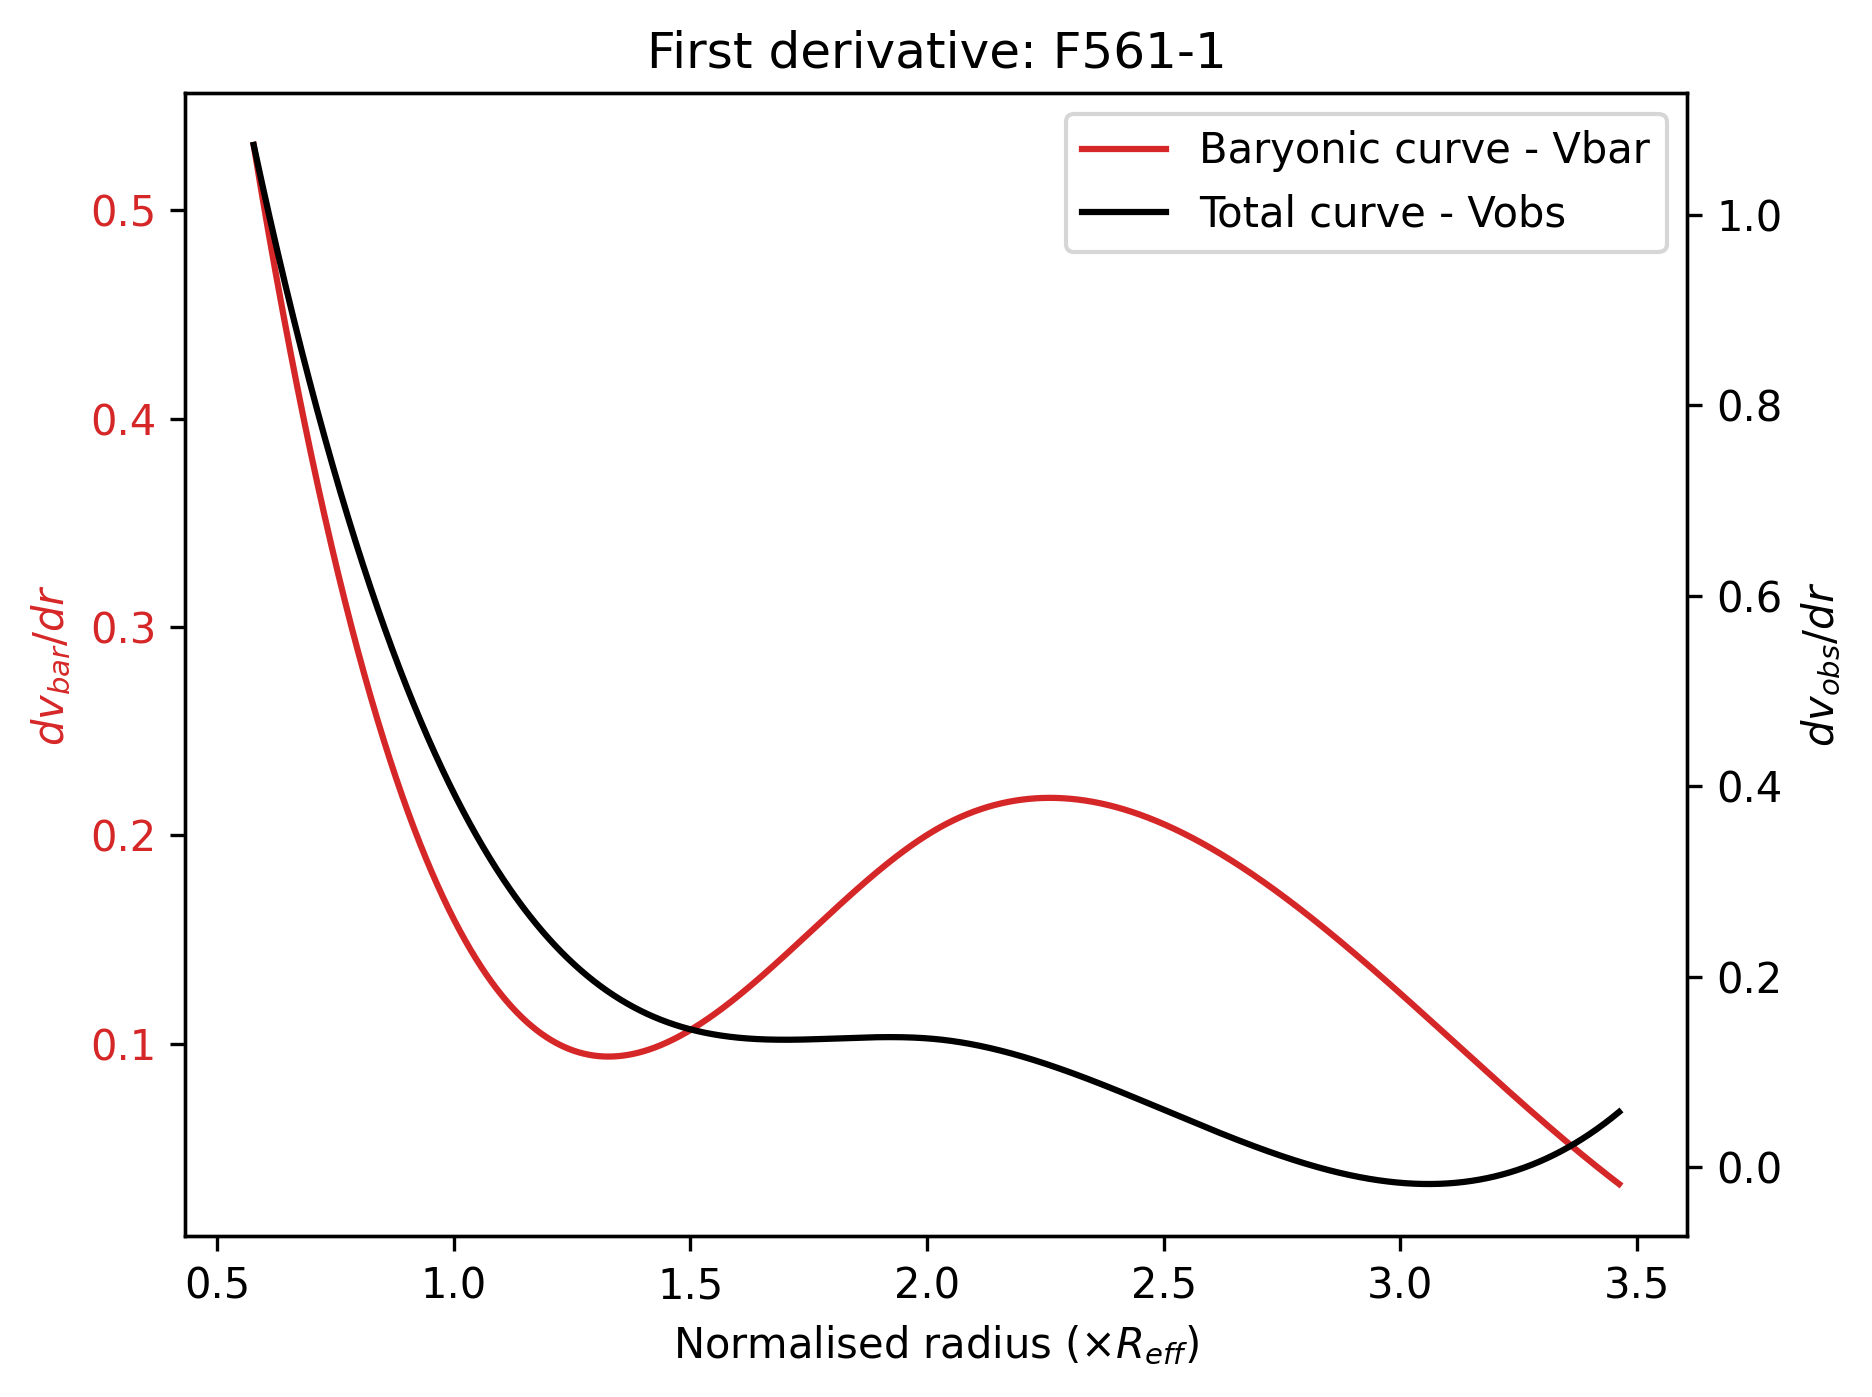 First derivative: F561-1
Baryonic curve - Vbar
Total curve - Vobs
0.5
0.4
0.3
0.2
0.1
dv_bar/dr
1.0
0.8
0.6
0.4
0.2
0.0
dv_obs/dr
0.5 1.0 1.5 2.0 2.5 3.0 3.5
Normalised radius (×R_eff)